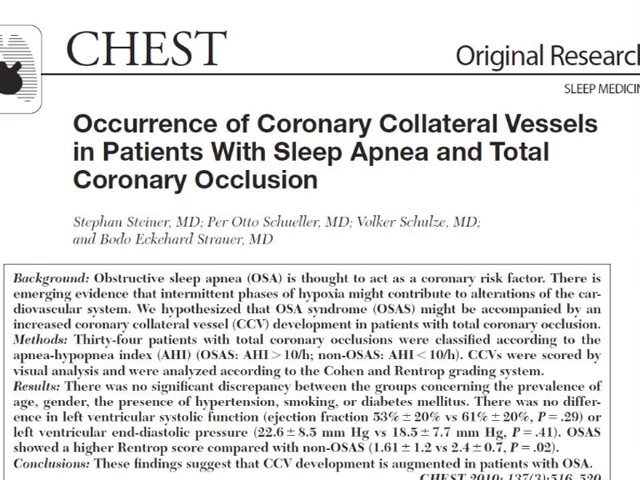 CHEST
Original Research
SLEEP MEDICIN
Occurrence of Coronary Collateral Vessels
in Patients With Sleep Apnea and Total
Coronary Occlusion
Stephan Steiner, MD; Per Otto Schueller, MD; Volker Schulze, MD;
and Bodo Eckehard Strauer, MD
Background: Obstructive sleep apnea (OSA) is thought to act as a coronary risk factor. There is
emerging evidence that intermittent phases of hypoxia might contribute to alterations of the car-
diovascular system. We hypothesized that OSA syndrome (OSAS) might be accompanied by an
increased coronary collateral vessel (CCV) development in patients with total coronary occlusion.
Methods: Thirty-four patients with total coronary occlusions were classified according to the
apnea-hypopnea index (AHI) (OSAS: AHI > 10/h; non-OSAS: AHI < 10/h). CCVs were scored by
visual analysis and were analyzed according to the Cohen and Rentrop grading system.
Results: There was no significant discrepancy between the groups concerning the prevalence of
age, gender, the presence of hypertension, smoking, or diabetes mellitus. There was no differ-
ence in left ventricular systolic function (ejection fraction 53% ± 20% vs 61% ± 20%, P = .29) or
left ventricular end-diastolic pressure (22.6 ± 8.5 mm Hg vs 18.5 ± 7.7 mm Hg, P = .41). OSAS
showed a higher Rentrop score compared with non-OSAS (1.61 ± 1.2 vs 2.4 ± 0.7, P = .02).
Conclusions: These findings suggest that CCV development is augmented in patients with OSA.
CHEST 2010; 137(3):516–520